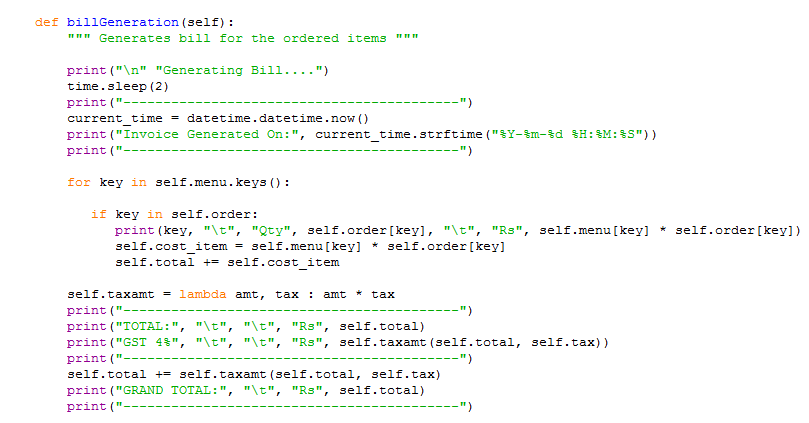 def billGeneration(self):
    """ Generates bill for the ordered items """
    print("\n" "Generating Bill....")
    time.sleep(2)
    print("------------------------------------------")
    current_time = datetime.datetime.now()
    print("Invoice Generated On:", current_time.strftime("%Y-%m-%d %H:%M:%S"))
    print("------------------------------------------")
    for key in self.menu.keys():
       if key in self.order:
          print(key, "\t", "Qty", self.order[key], "\t", "Rs", self.menu[key] * self.order[key])
          self.cost_item = self.menu[key] * self.order[key]
          self.total += self.cost_item
    self.taxamt = lambda amt, tax : amt * tax
    print("------------------------------------------")
    print("TOTAL:", "\t", "\t", "Rs", self.total)
    print("GST 4%", "\t", "\t", "Rs", self.taxamt(self.total, self.tax))
    print("------------------------------------------")
    self.total += self.taxamt(self.total, self.tax)
    print("GRAND TOTAL:", "\t", "Rs", self.total)
    print("------------------------------------------")